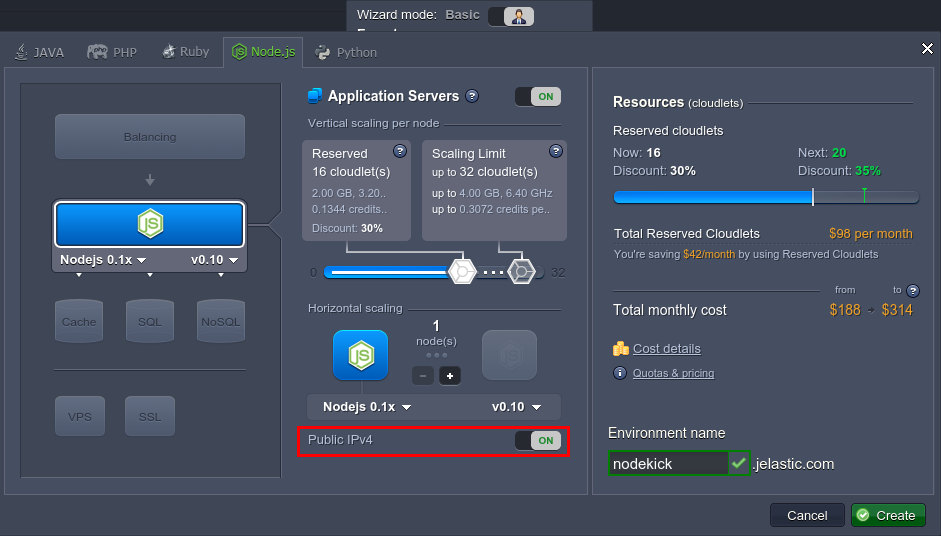 Wizard mode: Basic
JAVA
PHP
Ruby
Node.js
Python
Balancing
JS
Nodejs 0.1x v0.10
Cache
SQL
NoSQL
VPS
SSL
Application Servers ? ON
Vertical scaling per node
Reserved ?
16 cloudlet(s)
2.00 GB, 3.20..
0.1344 credits..
Discount: 30%
Scaling Limit ?
up to 32 cloudlet(s)
up to 4.00 GB, 6.40 GHz
up to 0.3072 credits pe..
0 32
Horizontal scaling
JS
1
node(s)
- +
Nodejs 0.1x v0.10
Public IPv4 ON
Resources (cloudlets)
Reserved cloudlets
Now: 16 Next: 20
Discount: 30% Discount: 35%
Total Reserved Cloudlets $98 per month
You're saving $42/month by using Reserved Cloudlets
from to ?
Total monthly cost $188 - $314
Cost details
Quotas & pricing
Environment name
nodekick .jelastic.com
Cancel
Create